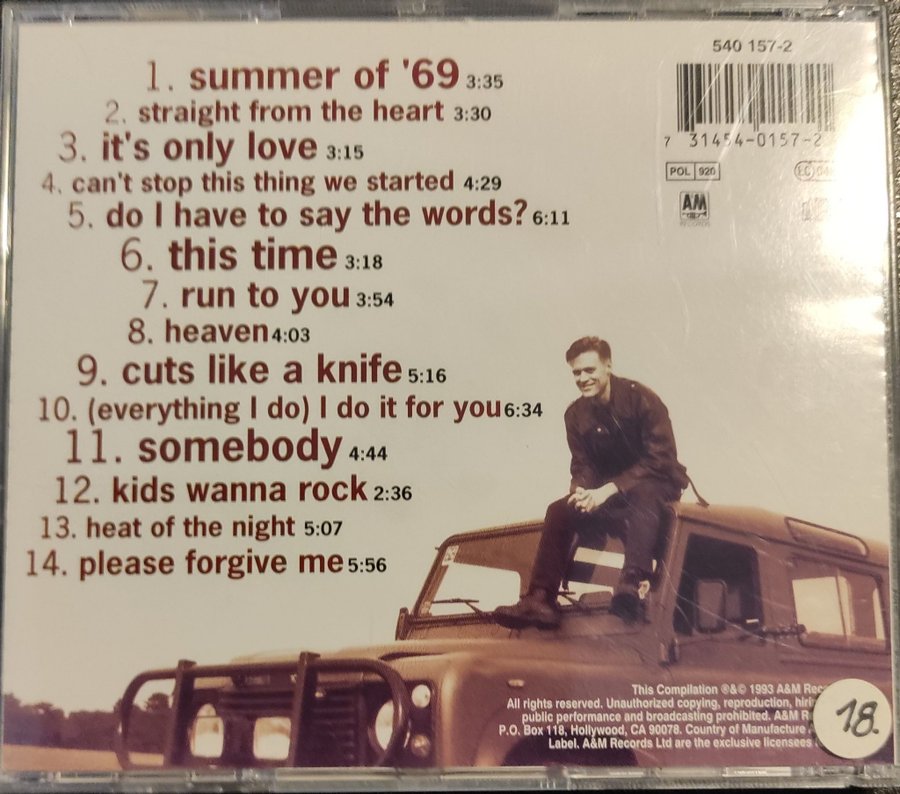 1. summer of '69 3:35
2. straight from the heart 3:30
3. it's only love 3:15
4. can't stop this thing we started 4:29
5. do I have to say the words? 6:11
6. this time 3:18
7. run to you 3:54
8. heaven 4:03
9. cuts like a knife 5:16
10. (everything I do) I do it for you 6:34
11. somebody 4:44
12. kids wanna rock 2:36
13. heat of the night 5:07
14. please forgive me 5:56
540 157-2
7 31454-0157-2
POL 920
LC
AM
RECORDS
This Compilation ℗&© 1993 A&M
All rights reserved. Unauthorized copying, reproduction,
public performance and broadcasting prohibited. A&M
P.O. Box 118, Hollywood, CA 90078. Country of Manufacture
Label. A&M Records Ltd are the exclusive licensees
18.